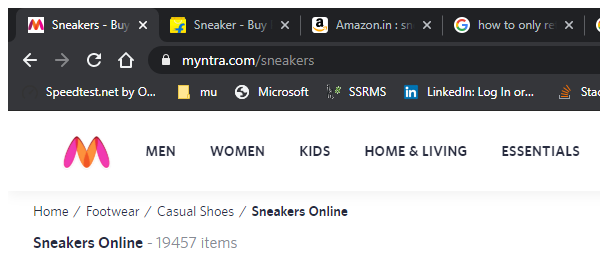 Sneakers - Buy Sneaker - Buy Amazon.in : sn how to only re
myntra.com/sneakers
Speedtest.net by O... mu Microsoft SSRMS LinkedIn: Log In or... Stac
MEN WOMEN KIDS HOME & LIVING ESSENTIALS
Home / Footwear / Casual Shoes / Sneakers Online
Sneakers Online - 19457 items